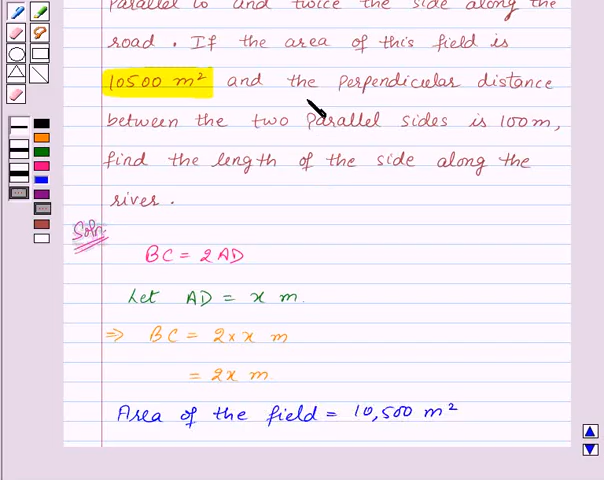 Parallel to and twice the side along the
road. If the area of this field is
10500 m² and the perpendicular distance
between the two parallel sides is 100m,
find the length of the side along the
river.
Soln
BC = 2AD
Let AD = x m.
⇒ BC = 2 × x m
= 2x m
Area of the field = 10,500 m²